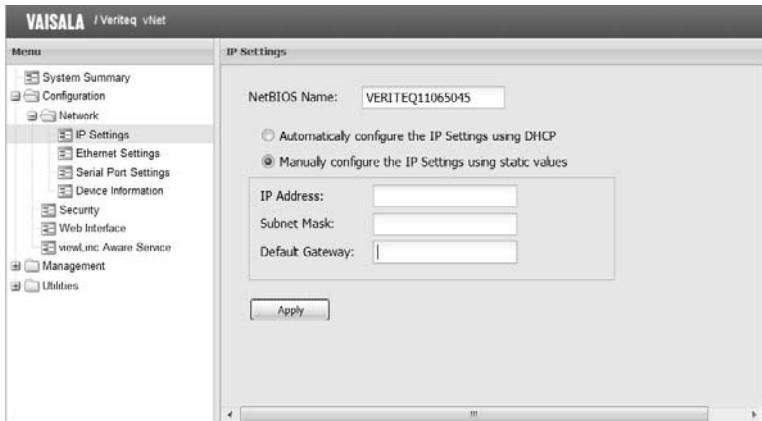 VAISALA / Veriteq vNet
Menu
System Summary
Configuration
Network
IP Settings
Ethernet Settings
Serial Port Settings
Device Information
Security
Web Interface
viewLinc Aware Service
Management
Utilities
IP Settings
NetBIOS Name: VERITEQ11065045
Automatically configure the IP Settings using DHCP
Manually configure the IP Settings using static values
IP Address:
Subnet Mask:
Default Gateway:
Apply